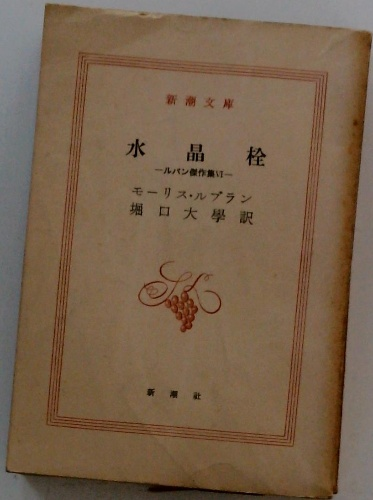 新潮文庫
水晶栓
―ルパン傑作集Ⅵ―
モーリス・ルブラン
堀口大學訳
新潮社